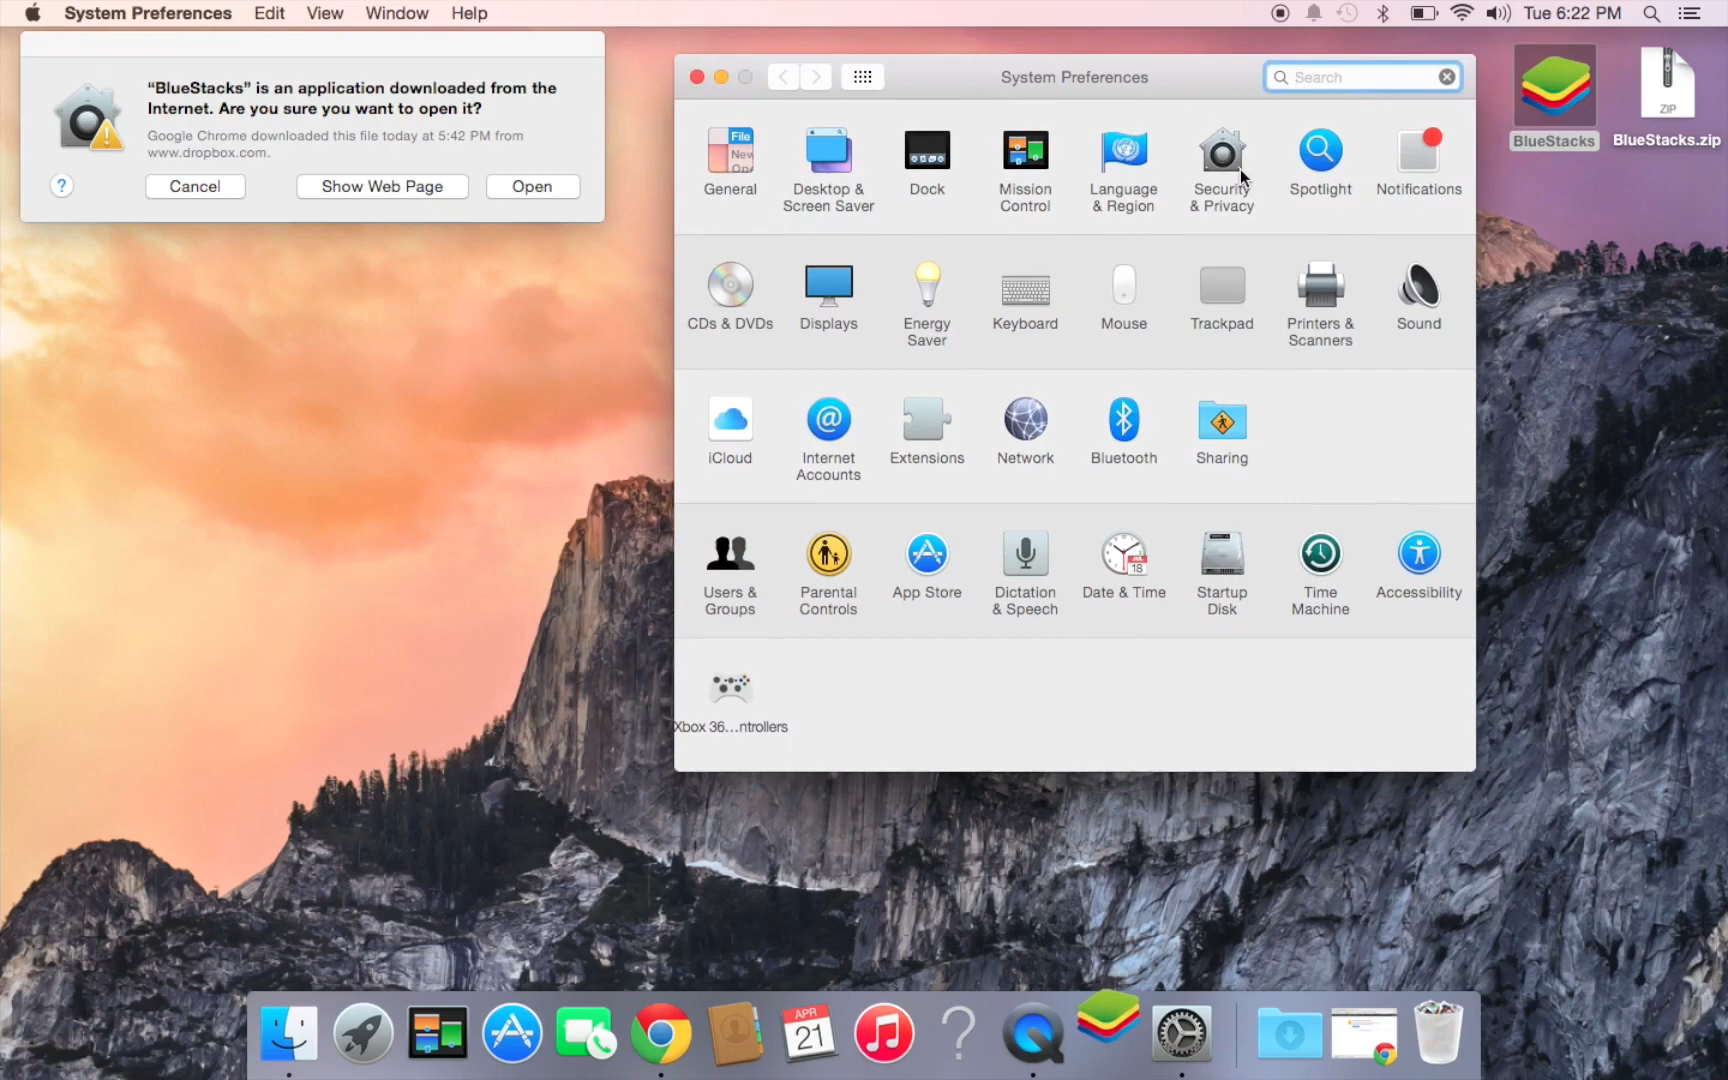 System Preferences Edit View Window Help
Tue 6:22 PM
“BlueStacks” is an application downloaded from the
Internet. Are you sure you want to open it?
Google Chrome downloaded this file today at 5:42 PM from
www.dropbox.com.
? Cancel Show Web Page Open
System Preferences
Search
File
New
Op
General
Desktop &
Screen Saver
Dock
Mission
Control
Language
& Region
Security
& Privacy
Spotlight
Notifications
CDs & DVDs
Displays
Energy
Saver
Keyboard
Mouse
Trackpad
Printers &
Scanners
Sound
iCloud
@
Internet
Accounts
Extensions
Network
Bluetooth
Sharing
Users &
Groups
Parental
Controls
App Store
Dictation
& Speech
JUL
18
Date & Time
Startup
Disk
Time
Machine
Accessibility
Xbox 36...ntrollers
BlueStacks
ZIP
BlueStacks.zip
APR
21
?